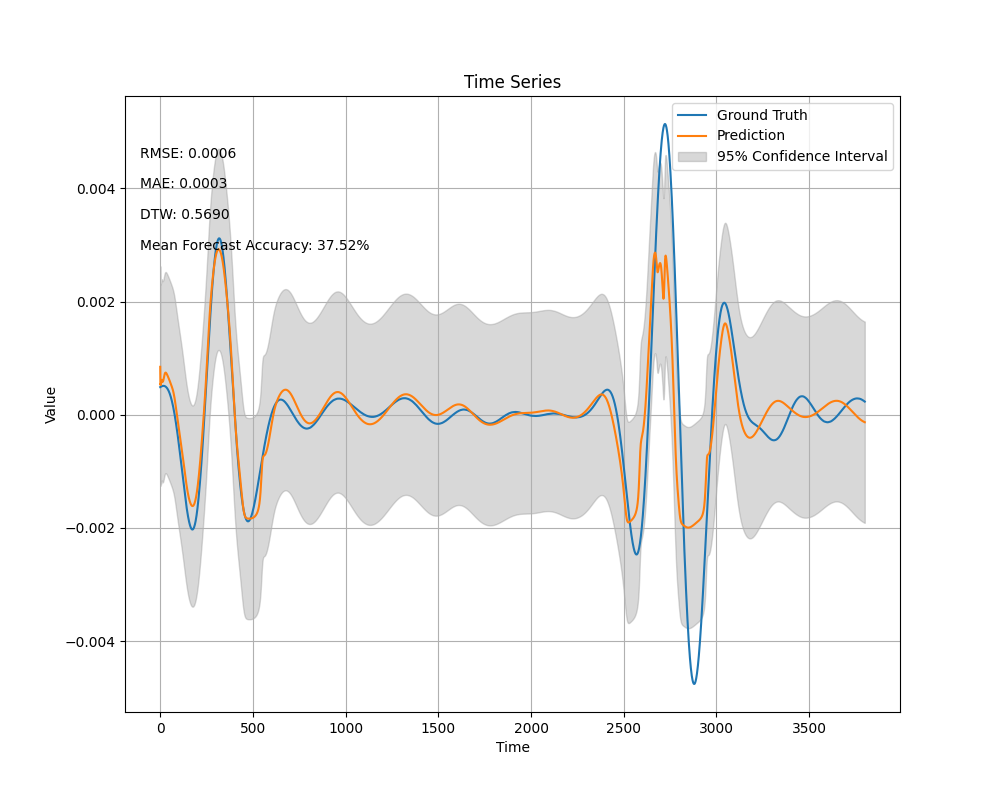 Time Series
Ground Truth
Prediction
95% Confidence Interval
RMSE: 0.0006
MAE: 0.0003
DTW: 0.5690
Mean Forecast Accuracy: 37.52%
0.004
0.002
0.000
−0.002
−0.004
Value
0 500 1000 1500 2000 2500 3000 3500
Time